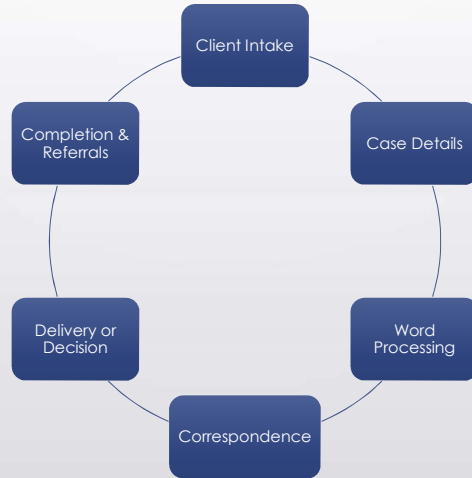 Client Intake
Case Details
Word
Processing
Correspondence
Delivery or
Decision
Completion &
Referrals